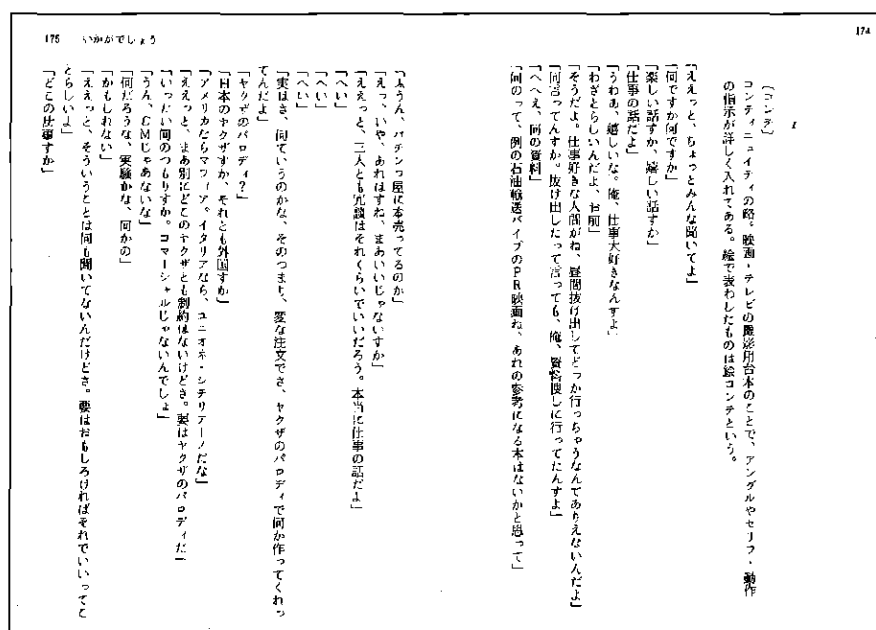 174
1
〔コンテ〕
コンティニュイティの略。映画・テレビの撮影用台本のことで、アングルやセリフ・動作
の指示が詳しく入れてある。絵で表わしたものは絵コンテという。
「ええっと、ちょっとみんな聞いてよ」
「何ですか何ですか」
「楽しい話すか、嬉しい話すか」
「仕事の話だよ」
「うわあ、嬉しいな。俺、仕事大好きなんすよ」
「わざとらしいんだよ、お前」
「そうだよ。仕事好きな人間がね、昼間抜け出してどっか行っちゃうなんてありえないんだよ」
「何言ってんすか。抜け出したって言っても、俺、資料捜しに行ってたんすよ」
「へへえ、何の資料」
「何のって、例の石油輸送パイプのPR映画ね、あれの参考になる本はないかと思って」
175 いかがでしょう
「ふうん、パチンコ屋に本売ってるのか」
「えっ、いや、あれはすね、まあいいじゃないすか」
「ええっと、三人とも冗談はそれくらいでいいだろう。本当に仕事の話だよ」
「へい」
「へい」
「へい」
「実はさ、何ていうのかな、そのつまり、変な注文でさ、ヤクザのパロディで何か作ってくれっ
てんだよ」
「ヤクザのパロディ？」
「日本のヤクザすか、それとも外国すか」
「アメリカならマフィア。イタリアなら、ユニオネ・シチリアーノだな」
「ええっと、まあ別にどこのヤクザとも制約はないけどさ。要はヤクザのパロディだ」
「いったい何のつもりすか。コマーシャルじゃないんでしょ」
「うん、CMじゃあないな」
「何だろうな、実験かな、何かの」
「かもしれない」
「ええっと、そういうことは何も聞いてないんだけどさ。要はおもしろければそれでいいってこ
とらしいよ」
「どこの仕事すか」